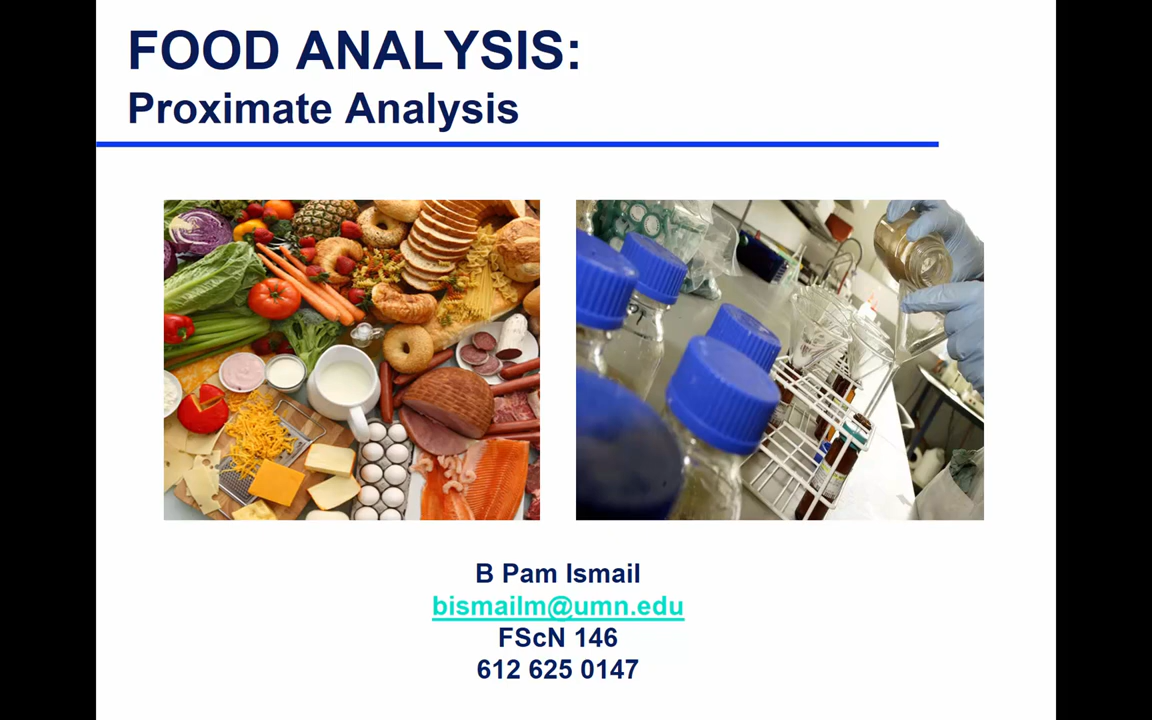 FOOD ANALYSIS:
Proximate Analysis
B Pam Ismail
bismailm@umn.edu
FScN 146
612 625 0147